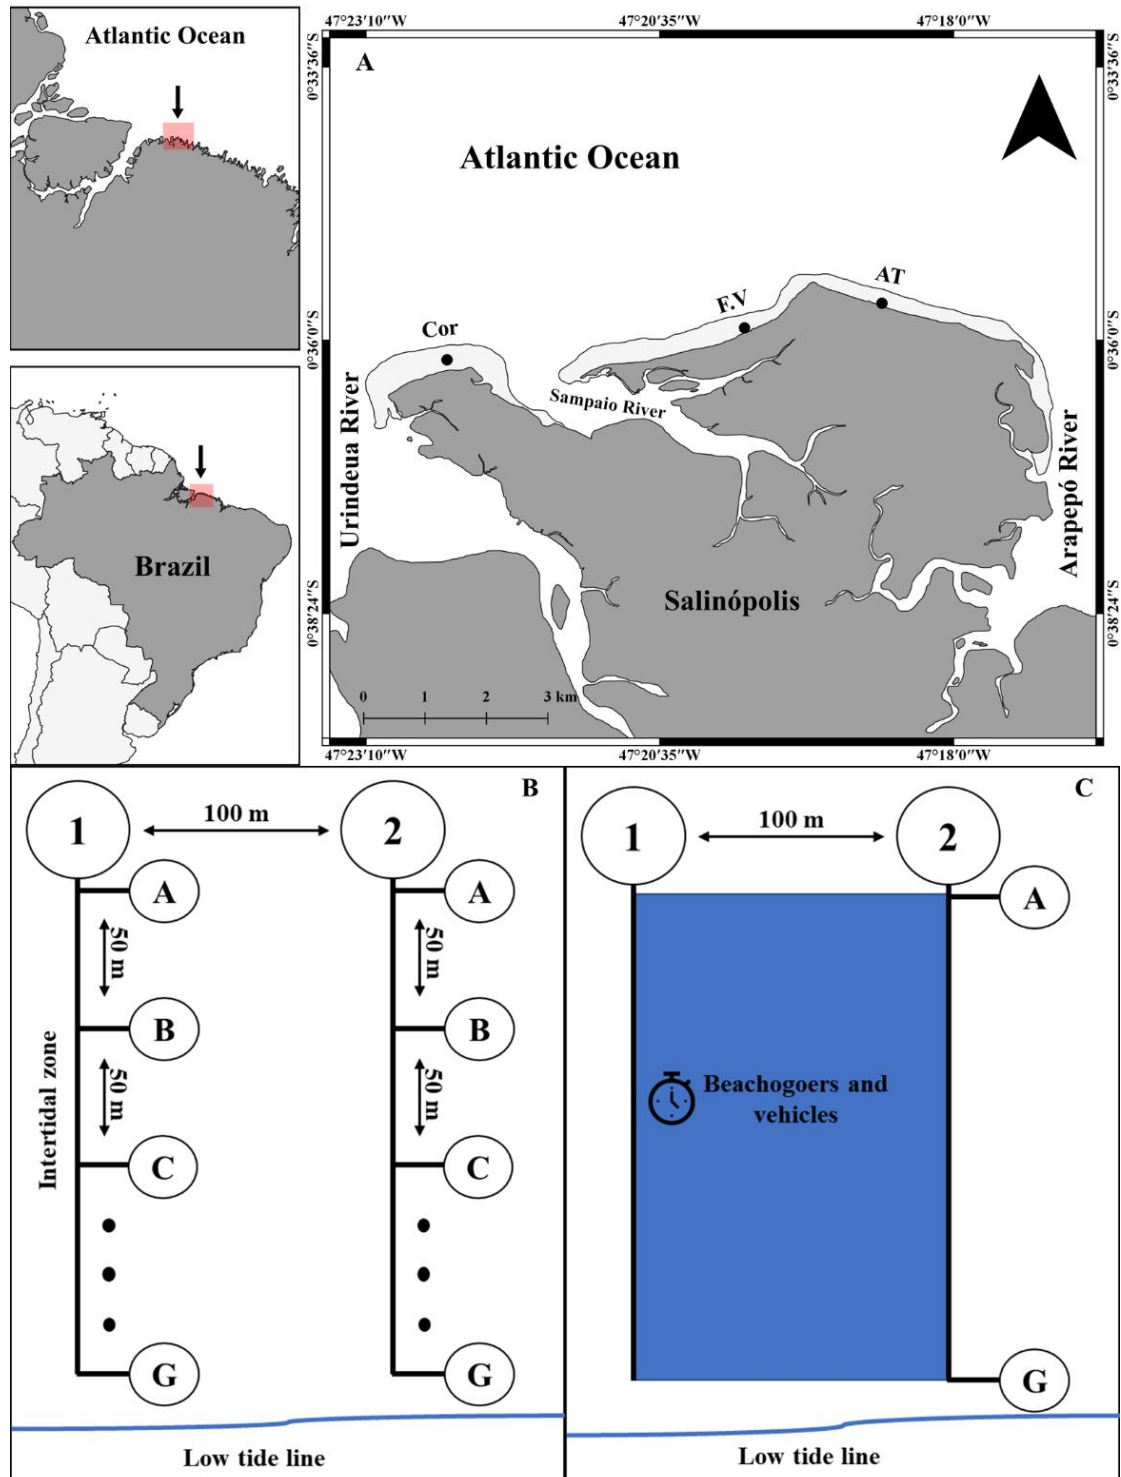 Atlantic Ocean
Brazil
47°23'10"W
47°20'35"W
47°18'0"W
A
0°33'36"S
0°33'36"S
Atlantic Ocean
AT
F.V
Cor
0°36'0"S
0°36'0"S
Sampaio River
Urindeua River
Arapepó River
Salinópolis
0°38'24"S
0°38'24"S
0 1 2 3 km
47°23'10"W
47°20'35"W
47°18'0"W
B
1
100 m
2
A
A
50 m
50 m
B
B
Intertidal zone
50 m
50 m
C
C
G
G
Low tide line
C
1
100 m
2
A
Beachogoers and
vehicles
G
Low tide line